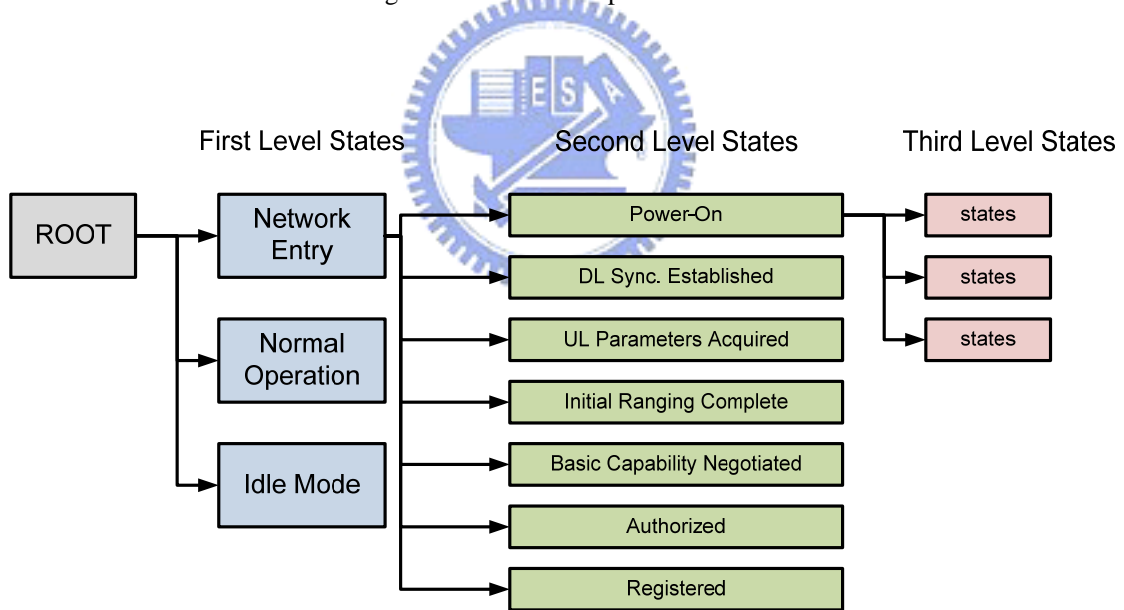 First Level States
Second Level States
Third Level States
ROOT
Network
Entry
Normal
Operation
Idle Mode
Power-On
DL Sync. Established
UL Parameters Acquired
Initial Ranging Complete
Basic Capability Negotiated
Authorized
Registered
states
states
states
E S A